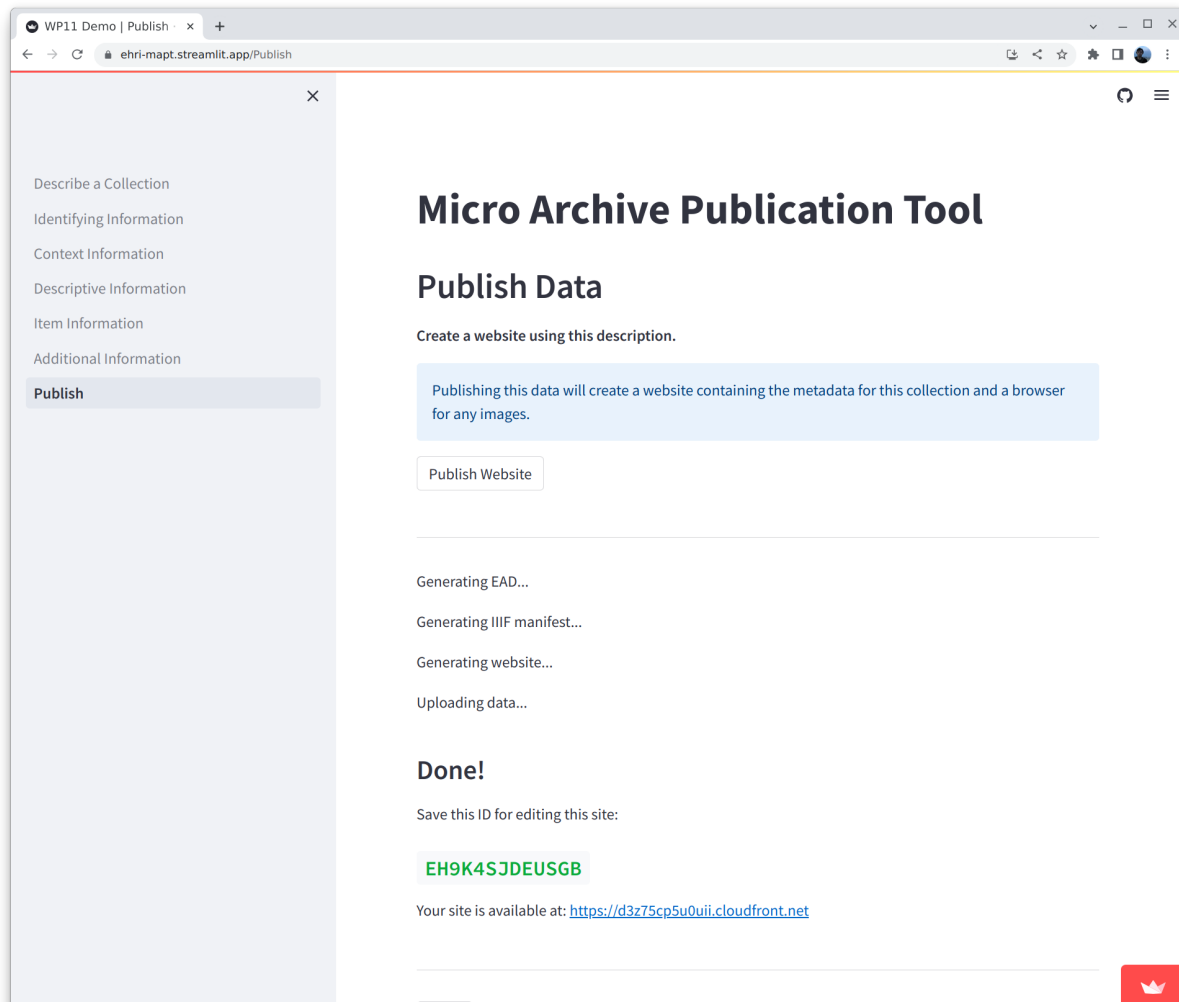 WP11 Demo | Publish
ehri-mapt.streamlit.app/Publish
Describe a Collection
Identifying Information
Context Information
Descriptive Information
Item Information
Additional Information
Publish
Micro Archive Publication Tool
Publish Data
Create a website using this description.
Publishing this data will create a website containing the metadata for this collection and a browser
for any images.
Publish Website
Generating EAD...
Generating IIIF manifest...
Generating website...
Uploading data...
Done!
Save this ID for editing this site:
EH9K4SJDEUSGB
Your site is available at: https://d3z75cp5u0uii.cloudfront.net